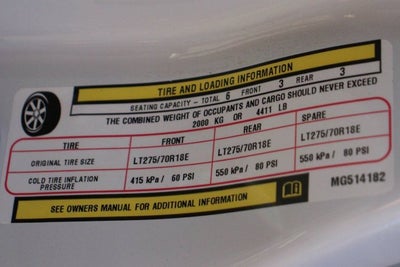 TIRE AND LOADING INFORMATION
SEATING CAPACITY - TOTAL 6 FRONT 3 REAR 3
THE COMBINED WEIGHT OF OCCUPANTS AND CARGO SHOULD NEVER EXCEED
2000 KG OR 4411 LB
TIRE FRONT REAR SPARE
ORIGINAL TIRE SIZE LT275/70R18E LT275/70R18E LT275/70R18E
COLD TIRE INFLATION PRESSURE 415 kPa / 60 PSI 550 kPa / 80 PSI 550 kPa / 80 PSI
SEE OWNERS MANUAL FOR ADDITIONAL INFORMATION
MG514182